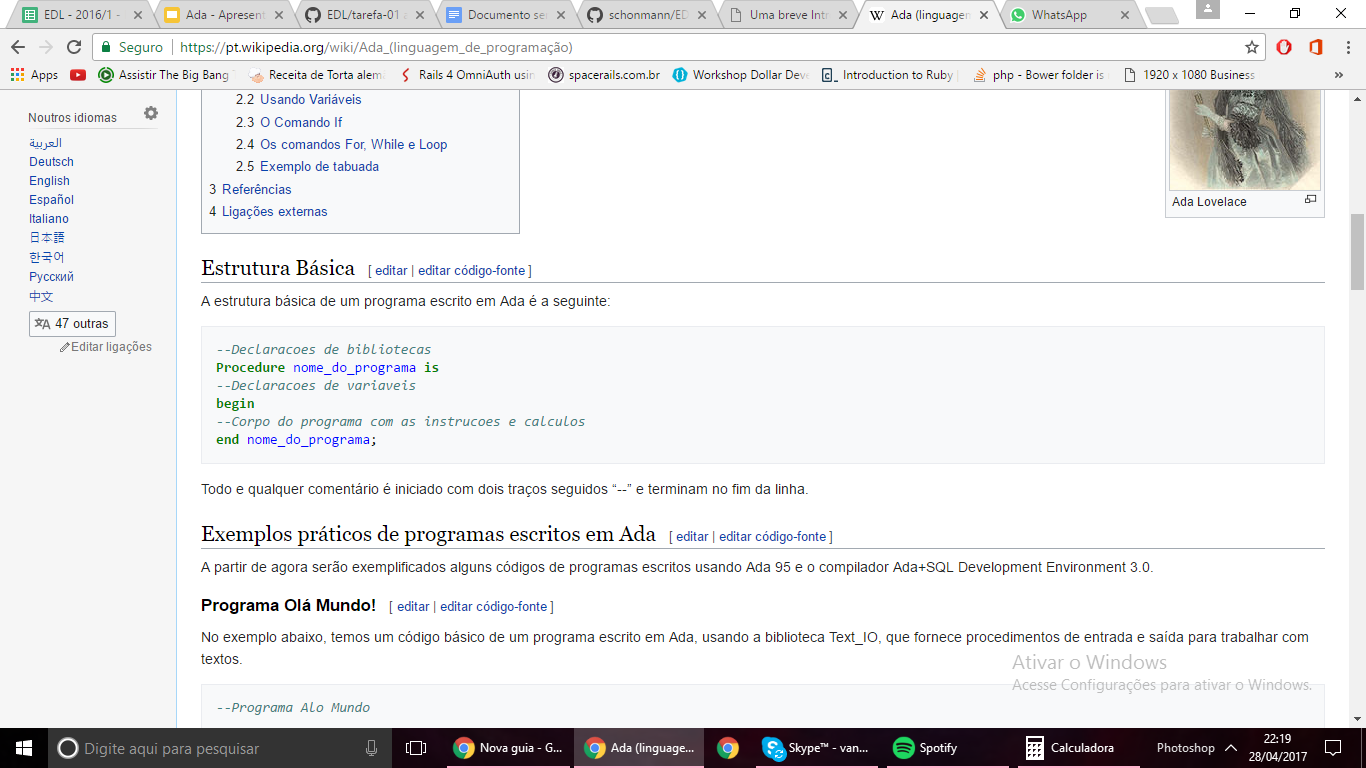 EDL - 2016/1 -
Ada - Apresent
EDL/tarefa-01
Documento se
schonmann/ED
Uma breve Int
Ada (linguagem
WhatsApp
Seguro
https://pt.wikipedia.org/wiki/Ada_(linguagem_de_programação)
Apps
Assistir The Big Bang
Receita de Torta alem
Rails 4 OmniAuth usin
spacerails.com.br
Workshop Dollar Deve
Introduction to Ruby
php - Bower folder is
1920 x 1080 Business
»
Noutros idiomas
العربية
Deutsch
English
Español
Italiano
日本語
한국어
Русский
中文
47 outras
Editar ligações
2.2 Usando Variáveis
2.3 O Comando If
2.4 Os comandos For, While e Loop
2.5 Exemplo de tabuada
3 Referências
4 Ligações externas
Ada Lovelace
Estrutura Básica [ editar | editar código-fonte ]
A estrutura básica de um programa escrito em Ada é a seguinte:
--Declaracoes de bibliotecas
Procedure nome_do_programa is
--Declaracoes de variaveis
begin
--Corpo do programa com as instrucoes e calculos
end nome_do_programa;
Todo e qualquer comentário é iniciado com dois traços seguidos “--” e terminam no fim da linha.
Exemplos práticos de programas escritos em Ada [ editar | editar código-fonte ]
A partir de agora serão exemplificados alguns códigos de programas escritos usando Ada 95 e o compilador Ada+SQL Development Environment 3.0.
Programa Olá Mundo! [ editar | editar código-fonte ]
No exemplo abaixo, temos um código básico de um programa escrito em Ada, usando a biblioteca Text_IO, que fornece procedimentos de entrada e saída para trabalhar com
textos.
--Programa Alo Mundo
Ativar o Windows
Acesse Configurações para ativar o Windows.
Digite aqui para pesquisar
Nova guia - G...
Ada (linguage...
Skype™ - van...
Spotify
Calculadora
Photoshop
22:19
28/04/2017